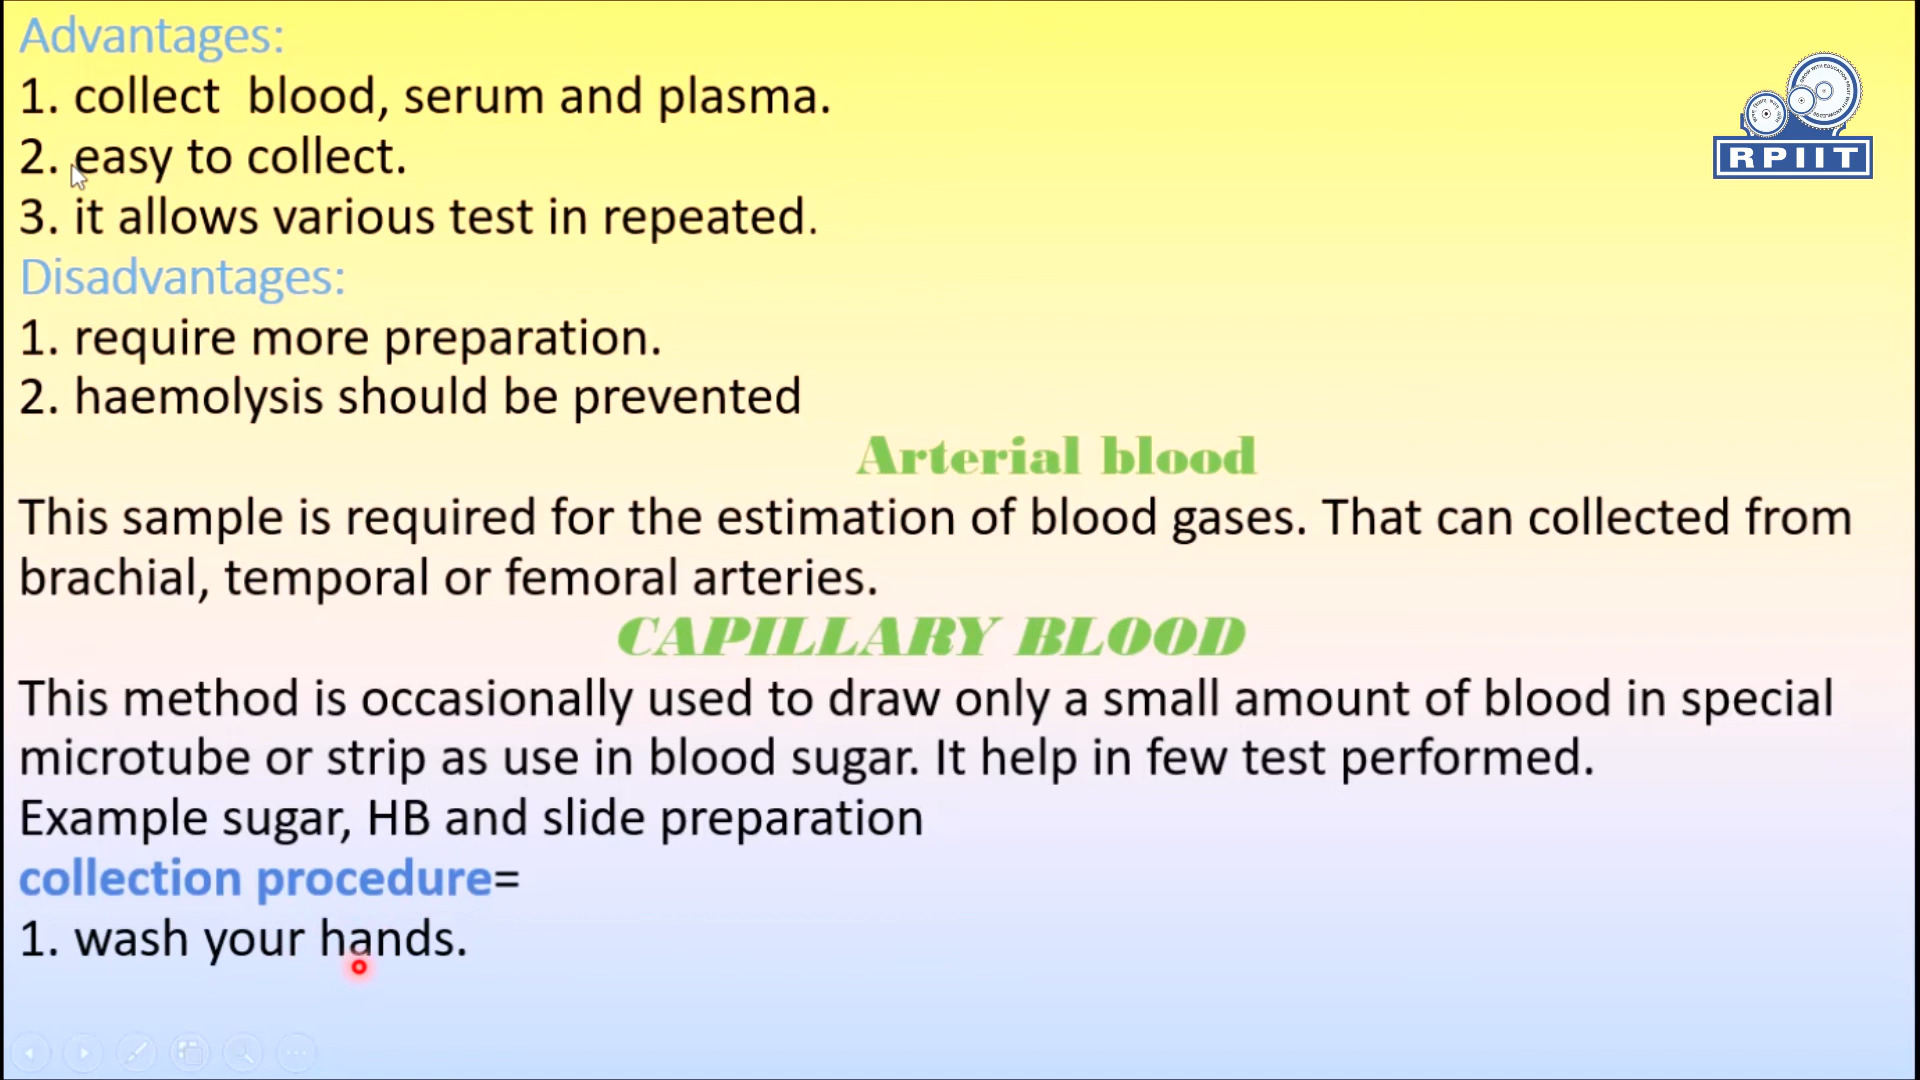 Advantages:
1. collect  blood, serum and plasma.
2. easy to collect.
3. it allows various test in repeated.
Disadvantages:
1. require more preparation.
2. haemolysis should be prevented
Arterial blood
This sample is required for the estimation of blood gases. That can collected from
brachial, temporal or femoral arteries.
CAPILLARY BLOOD
This method is occasionally used to draw only a small amount of blood in special
microtube or strip as use in blood sugar. It help in few test performed.
Example sugar, HB and slide preparation
collection procedure=
1. wash your hands.
RPIIT